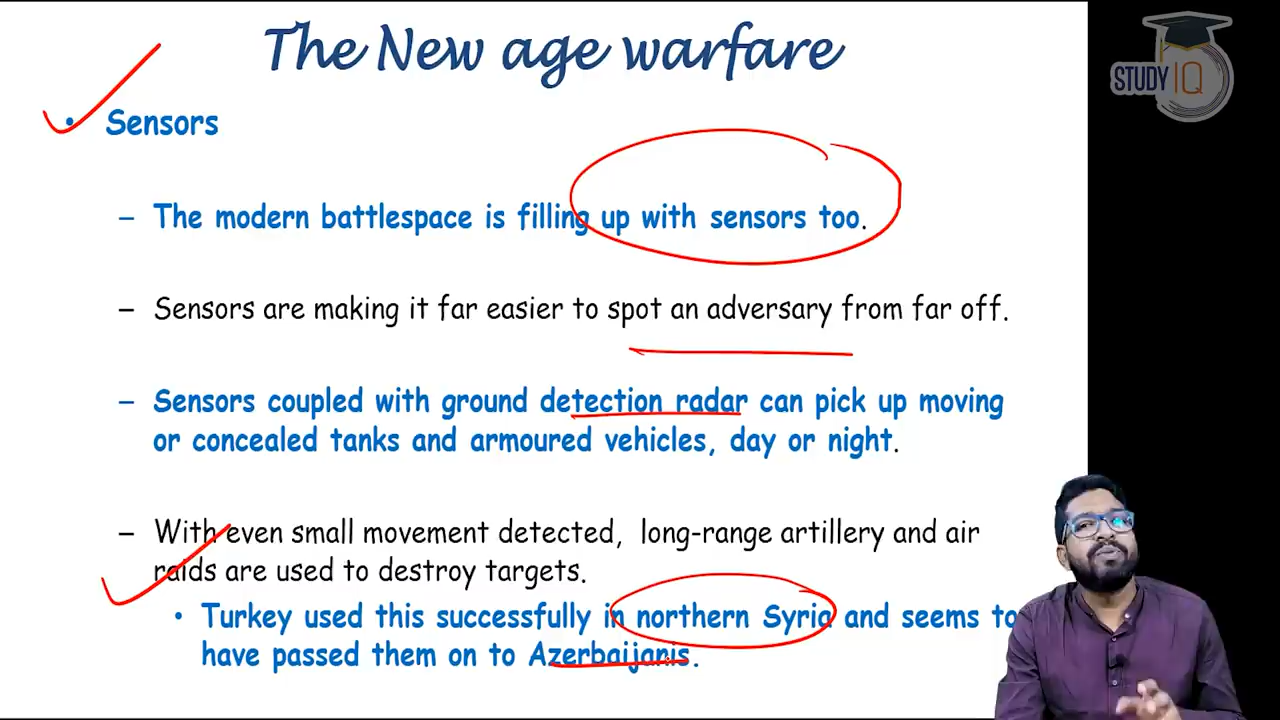 The New age warfare
STUDY IQ
• Sensors
– The modern battlespace is filling up with sensors too.
– Sensors are making it far easier to spot an adversary from far off.
– Sensors coupled with ground detection radar can pick up moving
or concealed tanks and armoured vehicles, day or night.
– With even small movement detected, long-range artillery and air
raids are used to destroy targets.
• Turkey used this successfully in northern Syria and seems to
have passed them on to Azerbaijanis.